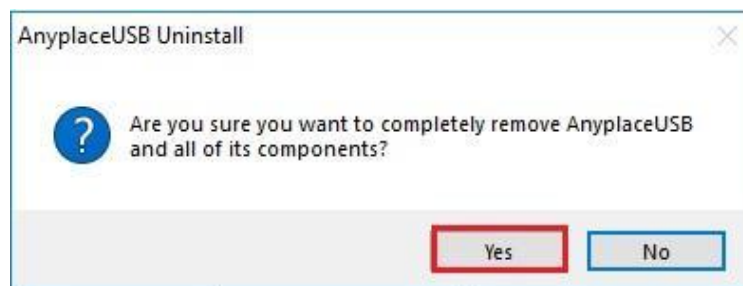 AnyplaceUSB Uninstall
?
Are you sure you want to completely remove AnyplaceUSB
and all of its components?
Yes No